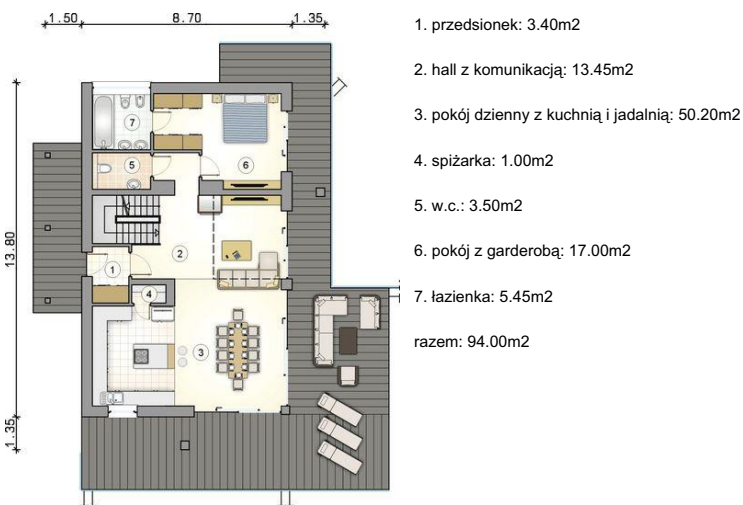 1.50 8.70 1.35
1. przedsionek: 3.40m2
2. hall z komunikacją: 13.45m2
3. pokój dzienny z kuchnią i jadalnią: 50.20m2
4. spiżarka: 1.00m2
5. w.c.: 3.50m2
6. pokój z garderobą: 17.00m2
7. łazienka: 5.45m2
razem: 94.00m2
7
5
6
13.80
2
1
4
3
1.35